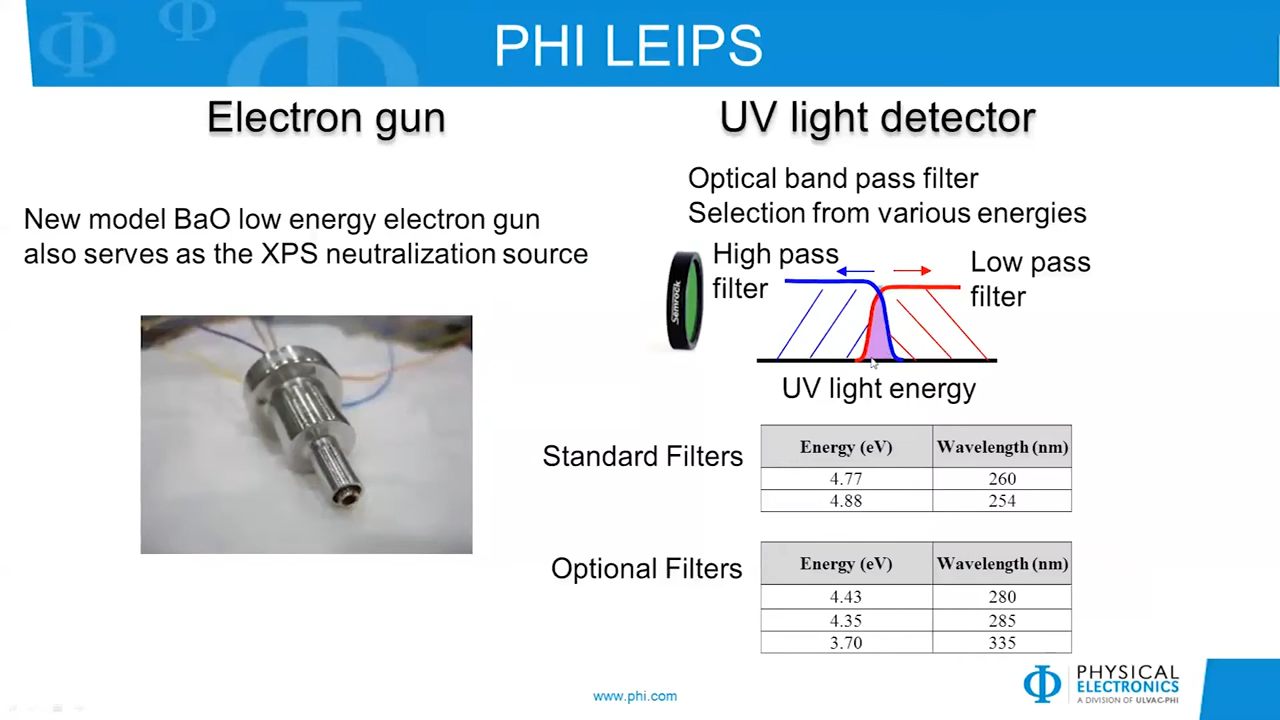 PHI LEIPS
Electron gun
New model BaO low energy electron gun
also serves as the XPS neutralization source
UV light detector
Optical band pass filter
Selection from various energies
Semrock
High pass
filter
Low pass
filter
UV light energy
Standard Filters
Energy (eV) Wavelength (nm)
4.77 260
4.88 254
Optional Filters
Energy (eV) Wavelength (nm)
4.43 280
4.35 285
3.70 335
www.phi.com
PHYSICAL
ELECTRONICS
A DIVISION OF ULVAC-PHI